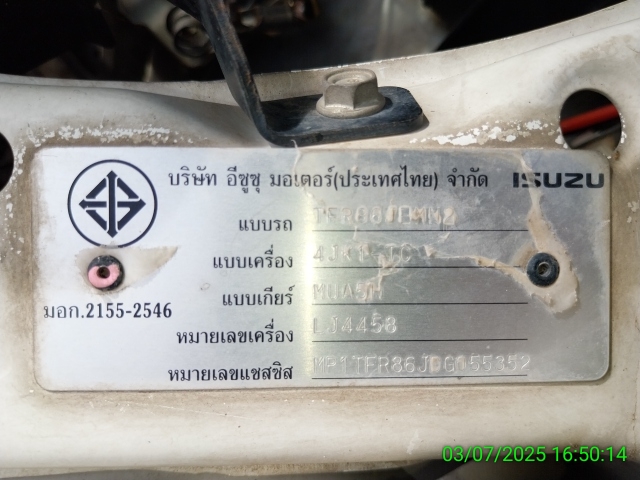 บริษัท อีซูซุ มอเตอร์(ประเทศไทย) จำกัด ISUZU
แบบรถ
แบบเครื่อง
แบบเกียร์
มอก.2155-2546
หมายเลขเครื่อง LJ4458
หมายเลขแชสซิส MP1TFR86JDG155352
03/07/2025 16:50:14